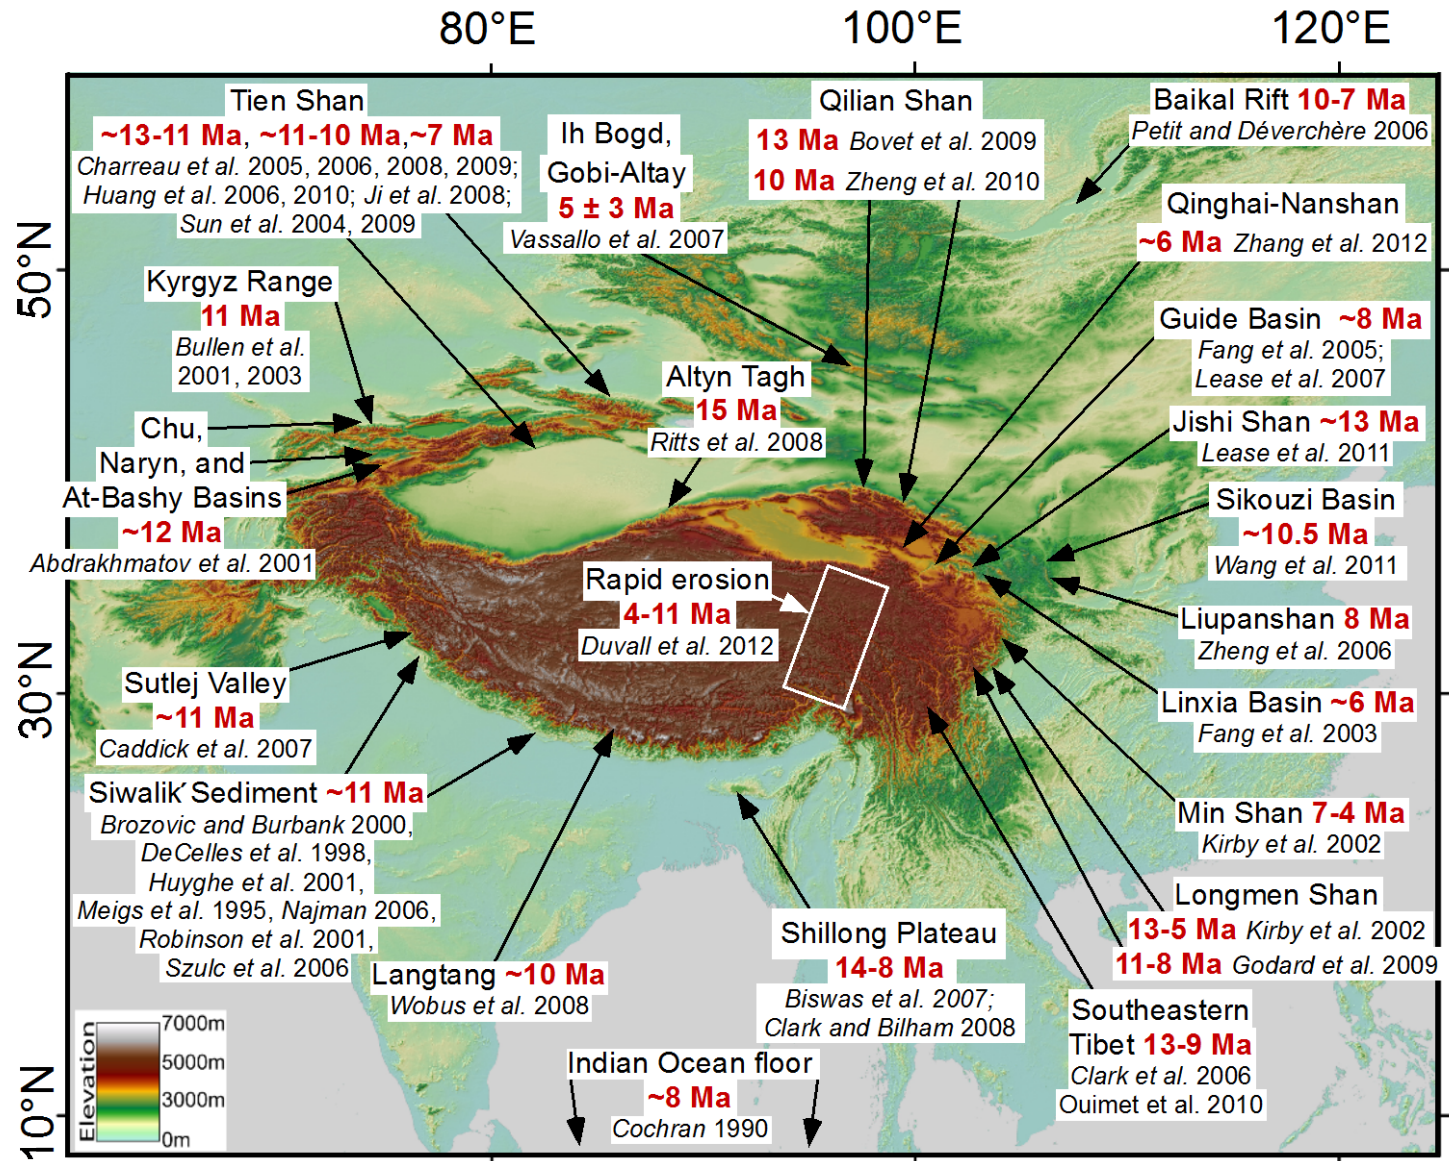 80°E
100°E
120°E
50°N
30°N
10°N
Tien Shan
~13-11 Ma, ~11-10 Ma,~7 Ma
Charreau et al. 2005, 2006, 2008, 2009;
Huang et al. 2006, 2010; Ji et al. 2008;
Sun et al. 2004, 2009
Ih Bogd,
Gobi-Altay
5 ± 3 Ma
Vassallo et al. 2007
Qilian Shan
13 Ma Bovet et al. 2009
10 Ma Zheng et al. 2010
Baikal Rift 10-7 Ma
Petit and Déverchère 2006
Qinghai-Nanshan
~6 Ma Zhang et al. 2012
Kyrgyz Range
11 Ma
Bullen et al.
2001, 2003
Guide Basin ~8 Ma
Fang et al. 2005;
Lease et al. 2007
Altyn Tagh
15 Ma
Ritts et al. 2008
Chu,
Naryn, and
At-Bashy Basins
~12 Ma
Abdrakhmatov et al. 2001
Jishi Shan ~13 Ma
Lease et al. 2011
Sikouzi Basin
~10.5 Ma
Wang et al. 2011
Rapid erosion
4-11 Ma
Duvall et al. 2012
Liupanshan 8 Ma
Zheng et al. 2006
Sutlej Valley
~11 Ma
Caddick et al. 2007
Linxia Basin ~6 Ma
Fang et al. 2003
Siwalik Sediment ~11 Ma
Brozovic and Burbank 2000,
DeCelles et al. 1998,
Huyghe et al. 2001,
Meigs et al. 1995, Najman 2006,
Robinson et al. 2001,
Szulc et al. 2006
Min Shan 7-4 Ma
Kirby et al. 2002
Longmen Shan
13-5 Ma Kirby et al. 2002
11-8 Ma Godard et al. 2009
Langtang ~10 Ma
Wobus et al. 2008
Shillong Plateau
14-8 Ma
Biswas et al. 2007;
Clark and Bilham 2008
Southeastern
Tibet 13-9 Ma
Clark et al. 2006
Ouimet et al. 2010
Indian Ocean floor
~8 Ma
Cochran 1990
Elevation
7000m
5000m
3000m
0m